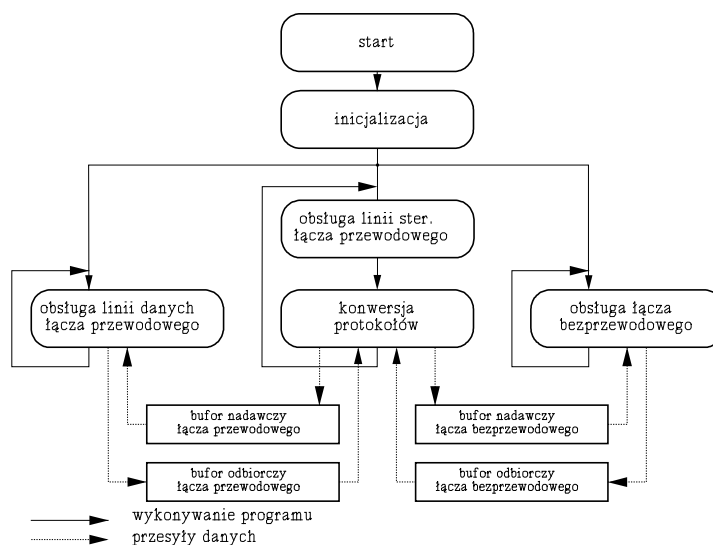 start
inicjalizacja
obsługa linii ster.
łącza przewodowego
obsługa linii danych
łącza przewodowego
konwersja
protokołów
obsługa łącza
bezprzewodowego
bufor nadawczy
łącza przewodowego
bufor nadawczy
łącza bezprzewodowego
bufor odbiorczy
łącza przewodowego
bufor odbiorczy
łącza bezprzewodowego
wykonywanie programu
przesyły danych